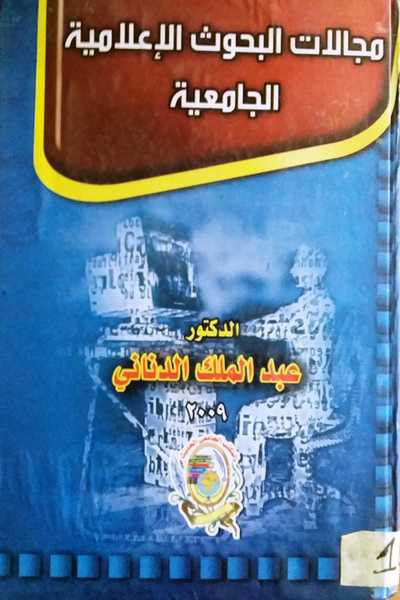 مجالات البحوث الإعلامية
الجامعية
الدكتور
عبد الملك الدناني
٢٠٠٩
1